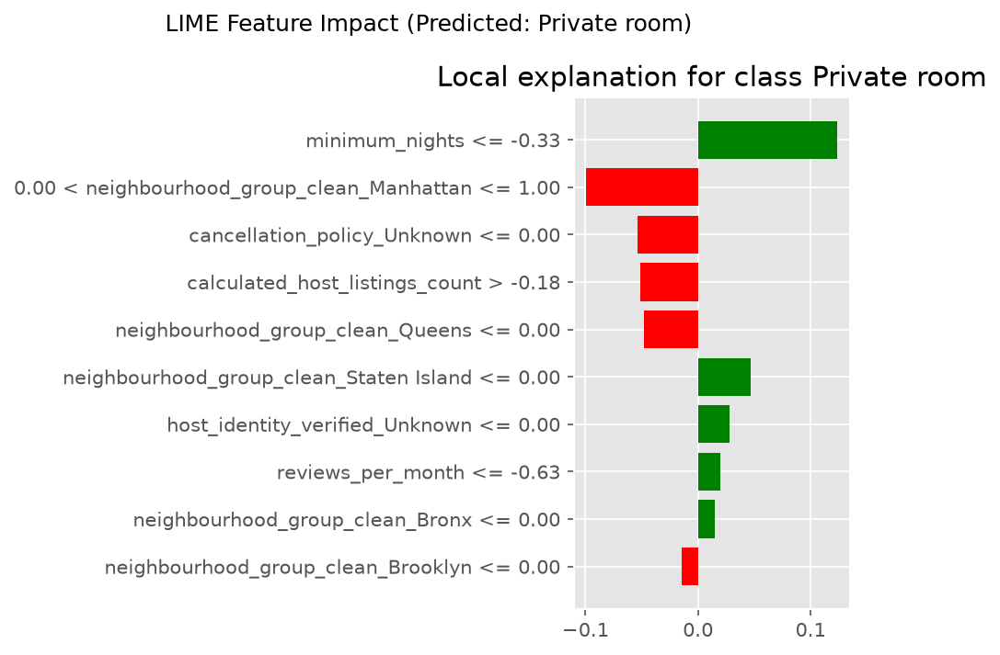 LIME Feature Impact (Predicted: Private room)
Local explanation for class Private room
minimum_nights <= -0.33
0.00 < neighbourhood_group_clean_Manhattan <= 1.00
cancellation_policy_Unknown <= 0.00
calculated_host_listings_count > -0.18
neighbourhood_group_clean_Queens <= 0.00
neighbourhood_group_clean_Staten Island <= 0.00
host_identity_verified_Unknown <= 0.00
reviews_per_month <= -0.63
neighbourhood_group_clean_Bronx <= 0.00
neighbourhood_group_clean_Brooklyn <= 0.00
−0.1 0.0 0.1